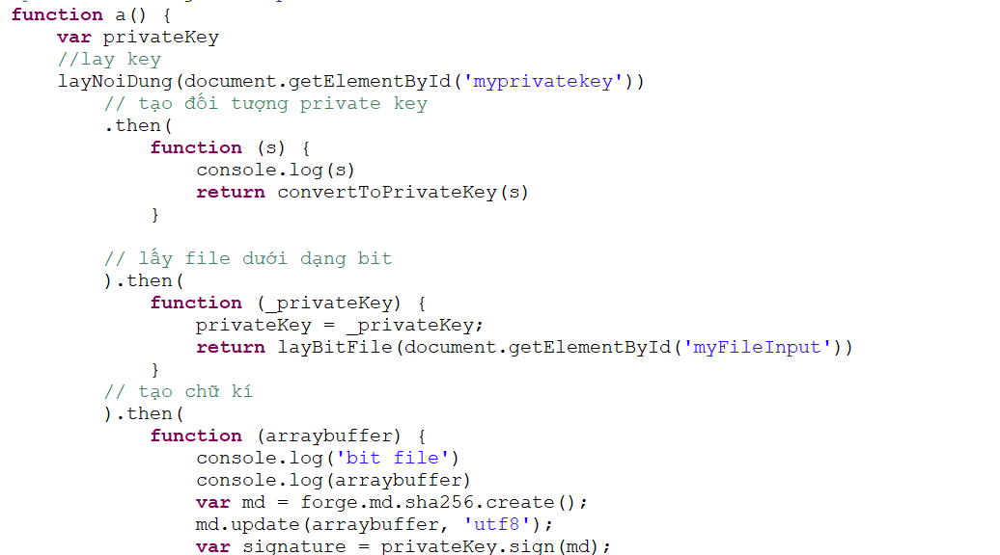 function a() {
    var privateKey
    //lay key
    layNoiDung(document.getElementById('myprivatekey'))
        // tạo đối tượng private key
        .then(
            function (s) {
                console.log(s)
                return convertToPrivateKey(s)
            }

        // lấy file dưới dạng bit
        ).then(
            function (_privateKey) {
                privateKey = _privateKey;
                return layBitFile(document.getElementById('myFileInput'))
            }
        // tạo chữ kí
        ).then(
            function (arraybuffer) {
                console.log('bit file')
                console.log(arraybuffer)
                var md = forge.md.sha256.create();
                md.update(arraybuffer, 'utf8');
                var signature = privateKey.sign(md);